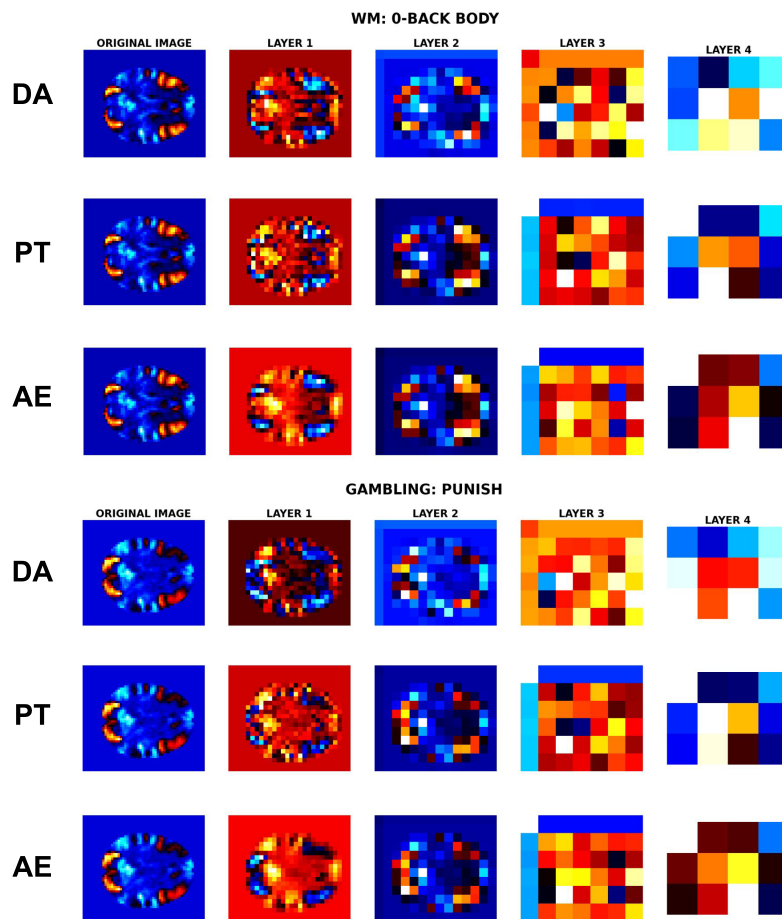 WM: 0-BACK BODY
ORIGINAL IMAGE LAYER 1 LAYER 2 LAYER 3 LAYER 4
DA
PT
AE
GAMBLING: PUNISH
ORIGINAL IMAGE LAYER 1 LAYER 2 LAYER 3 LAYER 4
DA
PT
AE